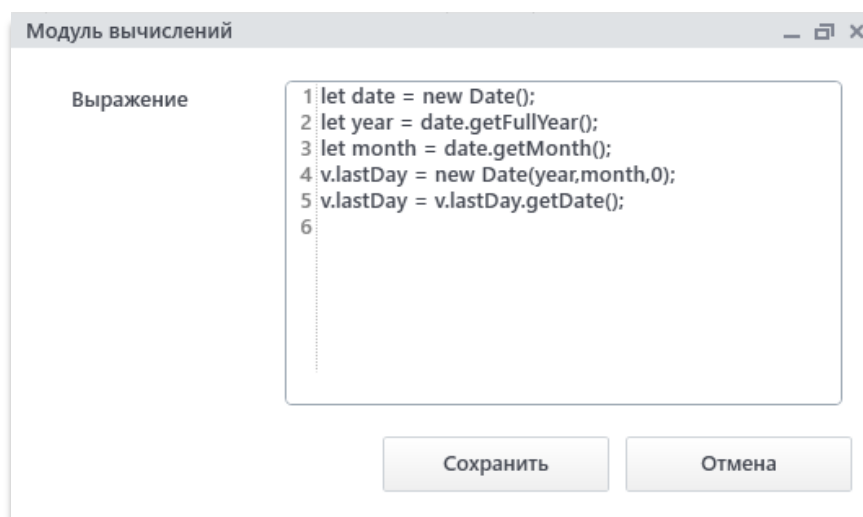 Модуль вычислений
Выражение
1 let date = new Date();
2 let year = date.getFullYear();
3 let month = date.getMonth();
4 v.lastDay = new Date(year,month,0);
5 v.lastDay = v.lastDay.getDate();
6
Сохранить
Отмена